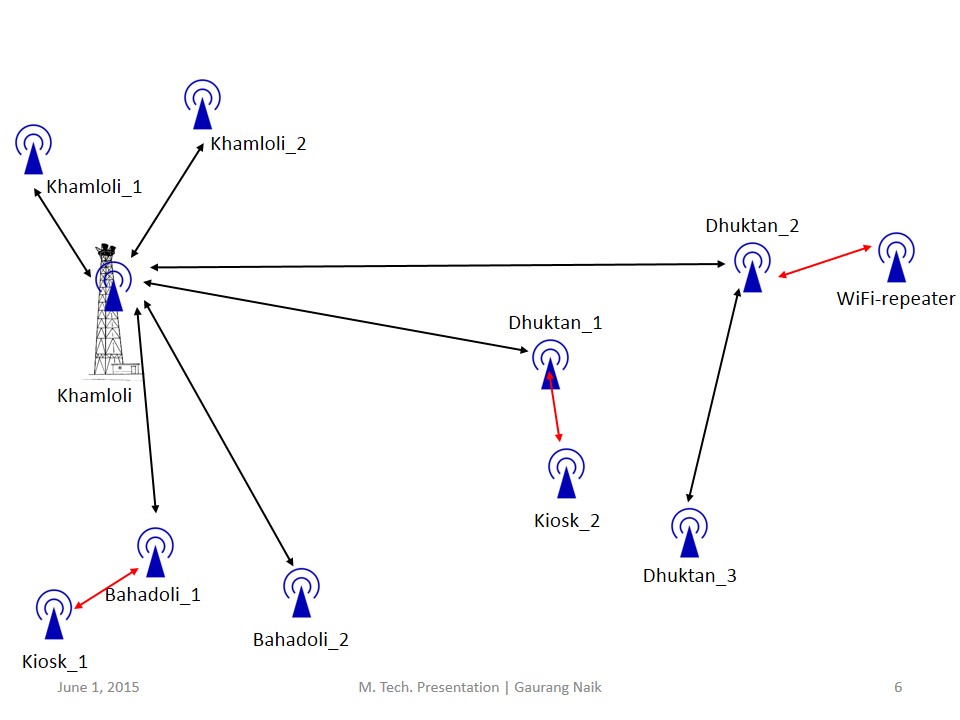 Khamloli_2
Khamloli_1
Dhuktan_2
WiFi-repeater
Dhuktan_1
Khamloli
Kiosk_2
Dhuktan_3
Bahadoli_1
Bahadoli_2
Kiosk_1
June 1, 2015
M. Tech. Presentation | Gaurang Naik
6